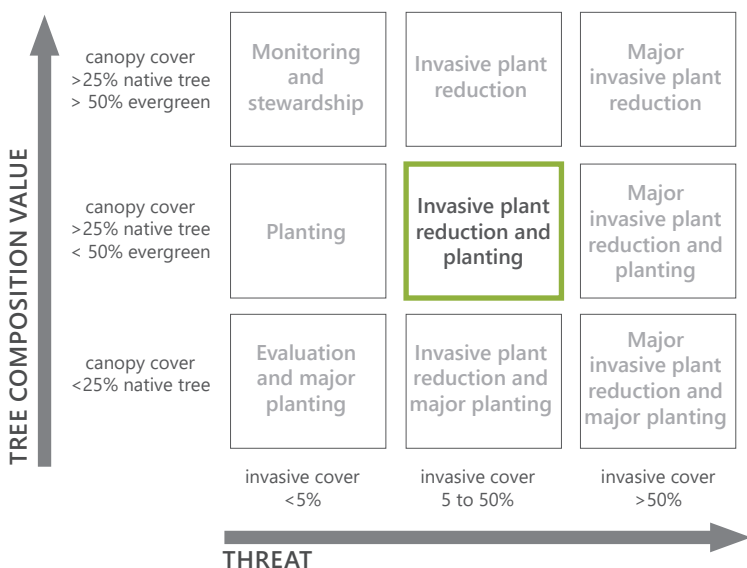 TREE COMPOSITION VALUE
canopy cover
>25% native tree
> 50% evergreen
Monitoring
and
stewardship
Invasive plant
reduction
Major
invasive plant
reduction
canopy cover
>25% native tree
< 50% evergreen
Planting
Invasive plant
reduction and
planting
Major
invasive plant
reduction and
planting
canopy cover
<25% native tree
Evaluation
and major
planting
Invasive plant
reduction and
major planting
Major
invasive plant
reduction and
major planting
invasive cover
<5%
invasive cover
5 to 50%
invasive cover
>50%
THREAT